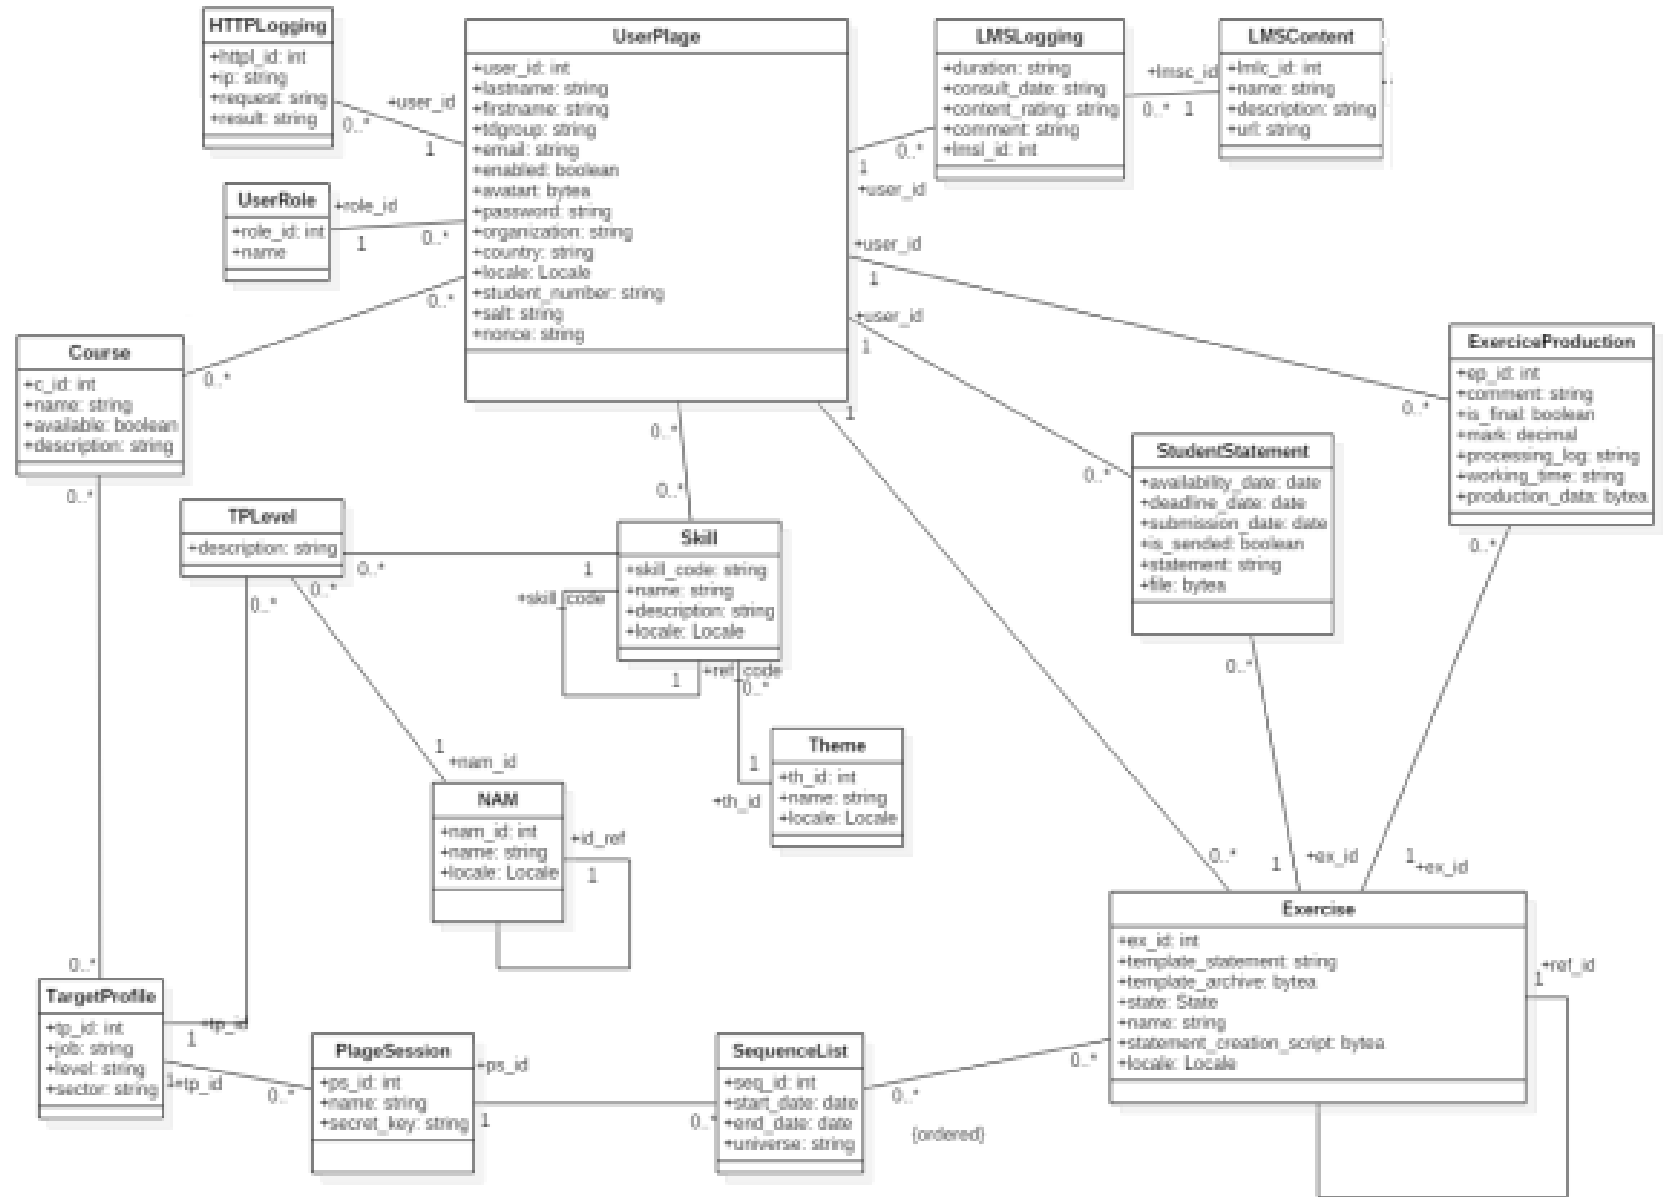 HTTPLogging
+httpl_id: int
+ip: string
+request: sring
+result: string
UserPlage
+user_id: int
+lastname: string
+firstname: string
+tdgroup: string
+email: string
+enabled: boolean
+avatart: bytea
+password: string
+organization: string
+country: string
+locale: Locale
+student_number: string
+salt: string
+nonce: string
LMSLogging
+duration: string
+consult_date: string
+content_rating: string
+comment: string
+lmsl_id: int
LMSContent
+lmlc_id: int
+name: string
+description: string
+url: string
+lmsc_id
0..* 1
+user_id
0..*
1
0..*
1
+user_id
UserRole
+role_id: int
+name
+role_id
1
0..*
+user_id
1
+user_id
1
0..*
0..*
Course
+c_id: int
+name: string
+available: boolean
+description: string
ExerciceProduction
+ep_id: int
+comment: string
+is_final: boolean
+mark: decimal
+processing_log: string
+working_time: string
+production_data: bytea
0..*
1
0..*
0..*
0..*
StudentStatement
+availability_date: date
+deadline_date: date
+submission_date: date
+is_sended: boolean
+statement: string
+file: bytea
0..*
0..*
TPLevel
+description: string
0..*
1
0..*
0..*
Skill
+skill_code: string
+name: string
+description: string
+locale: Locale
+skill_code
+ref_code
1
0..*
0..*
0..*
Theme
+th_id: int
+name: string
+locale: Locale
1
+th_id
1
+nam_id
NAM
+nam_id: int
+name: string
+locale: Locale
+id_ref
1
0..*
1
+ex_id
1
+ex_id
Exercise
+ex_id: int
+template_statement: string
+template_archive: bytea
+state: State
+name: string
+statement_creation_script: bytea
+locale: Locale
+ref_id
1
0..*
TargetProfile
+tp_id: int
+job: string
+level: string
+sector: string
+tp_id
1
1
+tp_id
0..*
PlageSession
+ps_id: int
+name: string
+secret_key: string
+ps_id
1
0..*
SequenceList
+seq_id: int
+start_date: date
+end_date: date
+universe: string
0..*
0..*
{ordered}